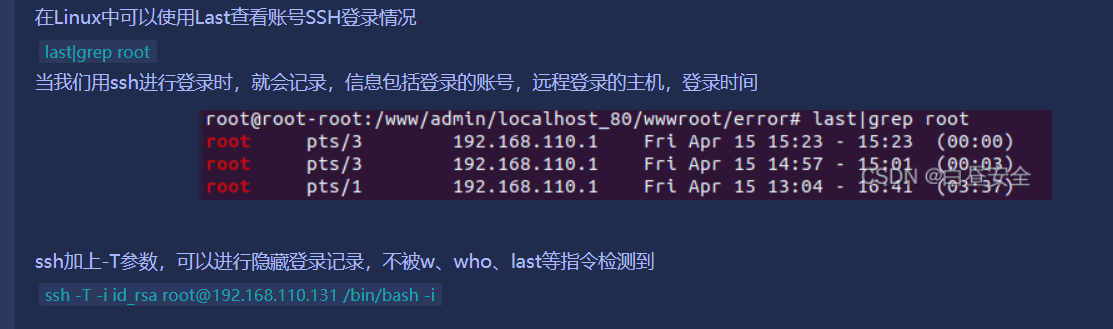 在Linux中可以使用Last查看账号SSH登录情况
last|grep root
当我们用ssh进行登录时，就会记录，信息包括登录的账号，远程登录的主机，登录时间
root@root-root:/www/admin/localhost_80/wwwroot/error# last|grep root
root pts/3 192.168.110.1 Fri Apr 15 15:23 - 15:23 (00:00)
root pts/3 192.168.110.1 Fri Apr 15 14:57 - 15:01 (00:03)
root pts/1 192.168.110.1 Fri Apr 15 13:04 - 16:41 (03:37)
CSDN @白昼安全
ssh加上-T参数，可以进行隐藏登录记录，不被w、who、last等指令检测到
ssh -T -i id_rsa root@192.168.110.131 /bin/bash -i